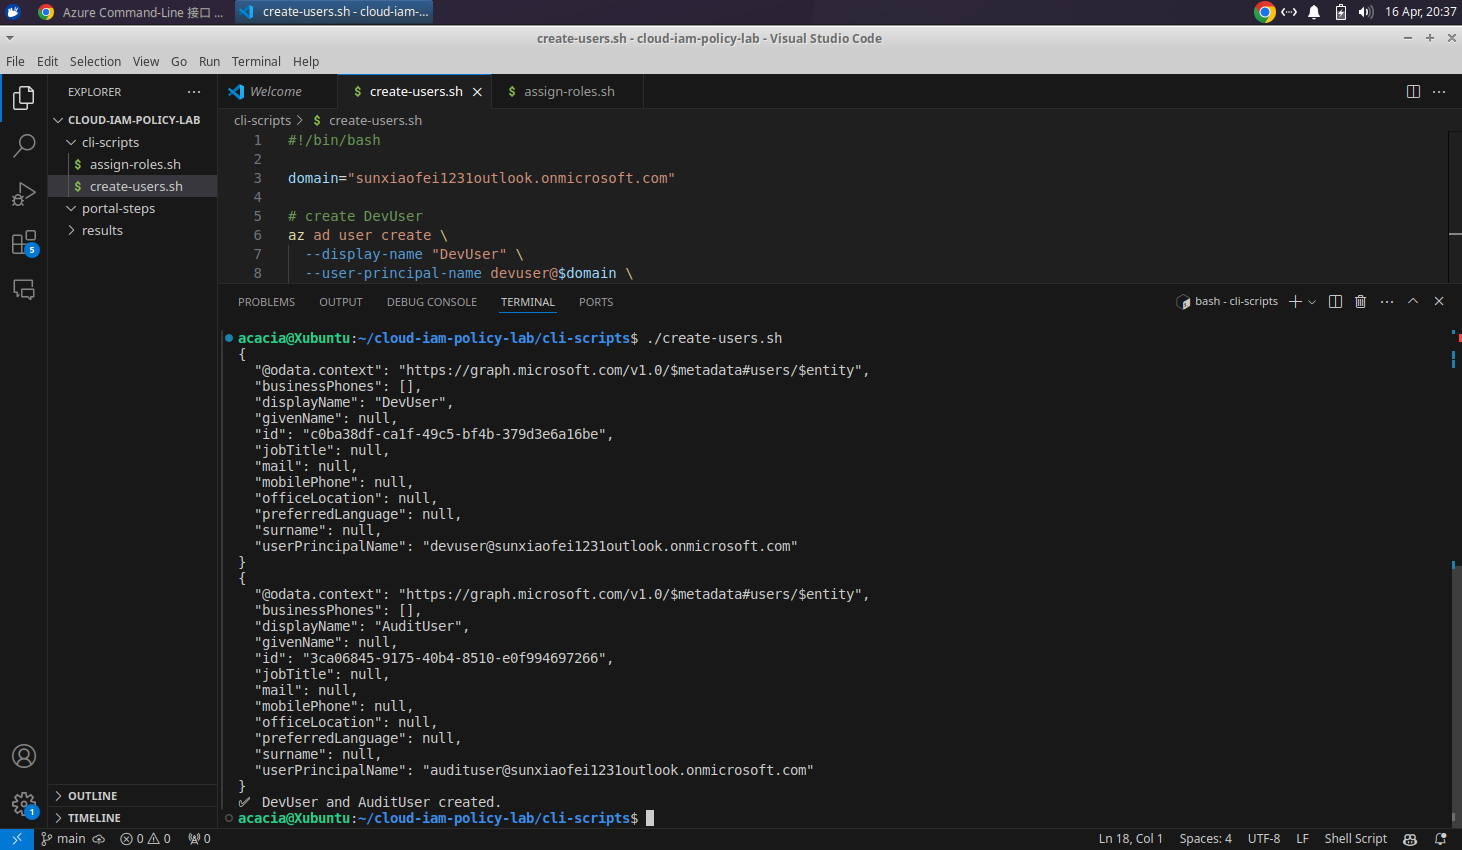 Azure Command-Line 接口 ...
create-users.sh - cloud-iam-...
16 Apr, 20:37
create-users.sh - cloud-iam-policy-lab - Visual Studio Code
File Edit Selection View Go Run Terminal Help
EXPLORER
Welcome
$ create-users.sh
$ assign-roles.sh
CLOUD-IAM-POLICY-LAB
cli-scripts
$ assign-roles.sh
$ create-users.sh
portal-steps
results
5
cli-scripts > $ create-users.sh
1 #!/bin/bash
2
3 domain="sunxiaofei1231outlook.onmicrosoft.com"
4
5 # create DevUser
6 az ad user create \
7 --display-name "DevUser" \
8 --user-principal-name devuser@$domain \
PROBLEMS OUTPUT DEBUG CONSOLE TERMINAL PORTS
bash - cli-scripts
acacia@Xubuntu:~/cloud-iam-policy-lab/cli-scripts$ ./create-users.sh
{
"@odata.context": "https://graph.microsoft.com/v1.0/$metadata#users/$entity",
"businessPhones": [],
"displayName": "DevUser",
"givenName": null,
"id": "c0ba38df-ca1f-49c5-bf4b-379d3e6a16be",
"jobTitle": null,
"mail": null,
"mobilePhone": null,
"officeLocation": null,
"preferredLanguage": null,
"surname": null,
"userPrincipalName": "devuser@sunxiaofei1231outlook.onmicrosoft.com"
}
{
"@odata.context": "https://graph.microsoft.com/v1.0/$metadata#users/$entity",
"businessPhones": [],
"displayName": "AuditUser",
"givenName": null,
"id": "3ca06845-9175-40b4-8510-e0f994697266",
"jobTitle": null,
"mail": null,
"mobilePhone": null,
"officeLocation": null,
"preferredLanguage": null,
"surname": null,
"userPrincipalName": "audituser@sunxiaofei1231outlook.onmicrosoft.com"
}
✅ DevUser and AuditUser created.
acacia@Xubuntu:~/cloud-iam-policy-lab/cli-scripts$
OUTLINE
TIMELINE
1
main
0 0
0
Ln 18, Col 1 Spaces: 4 UTF-8 LF Shell Script